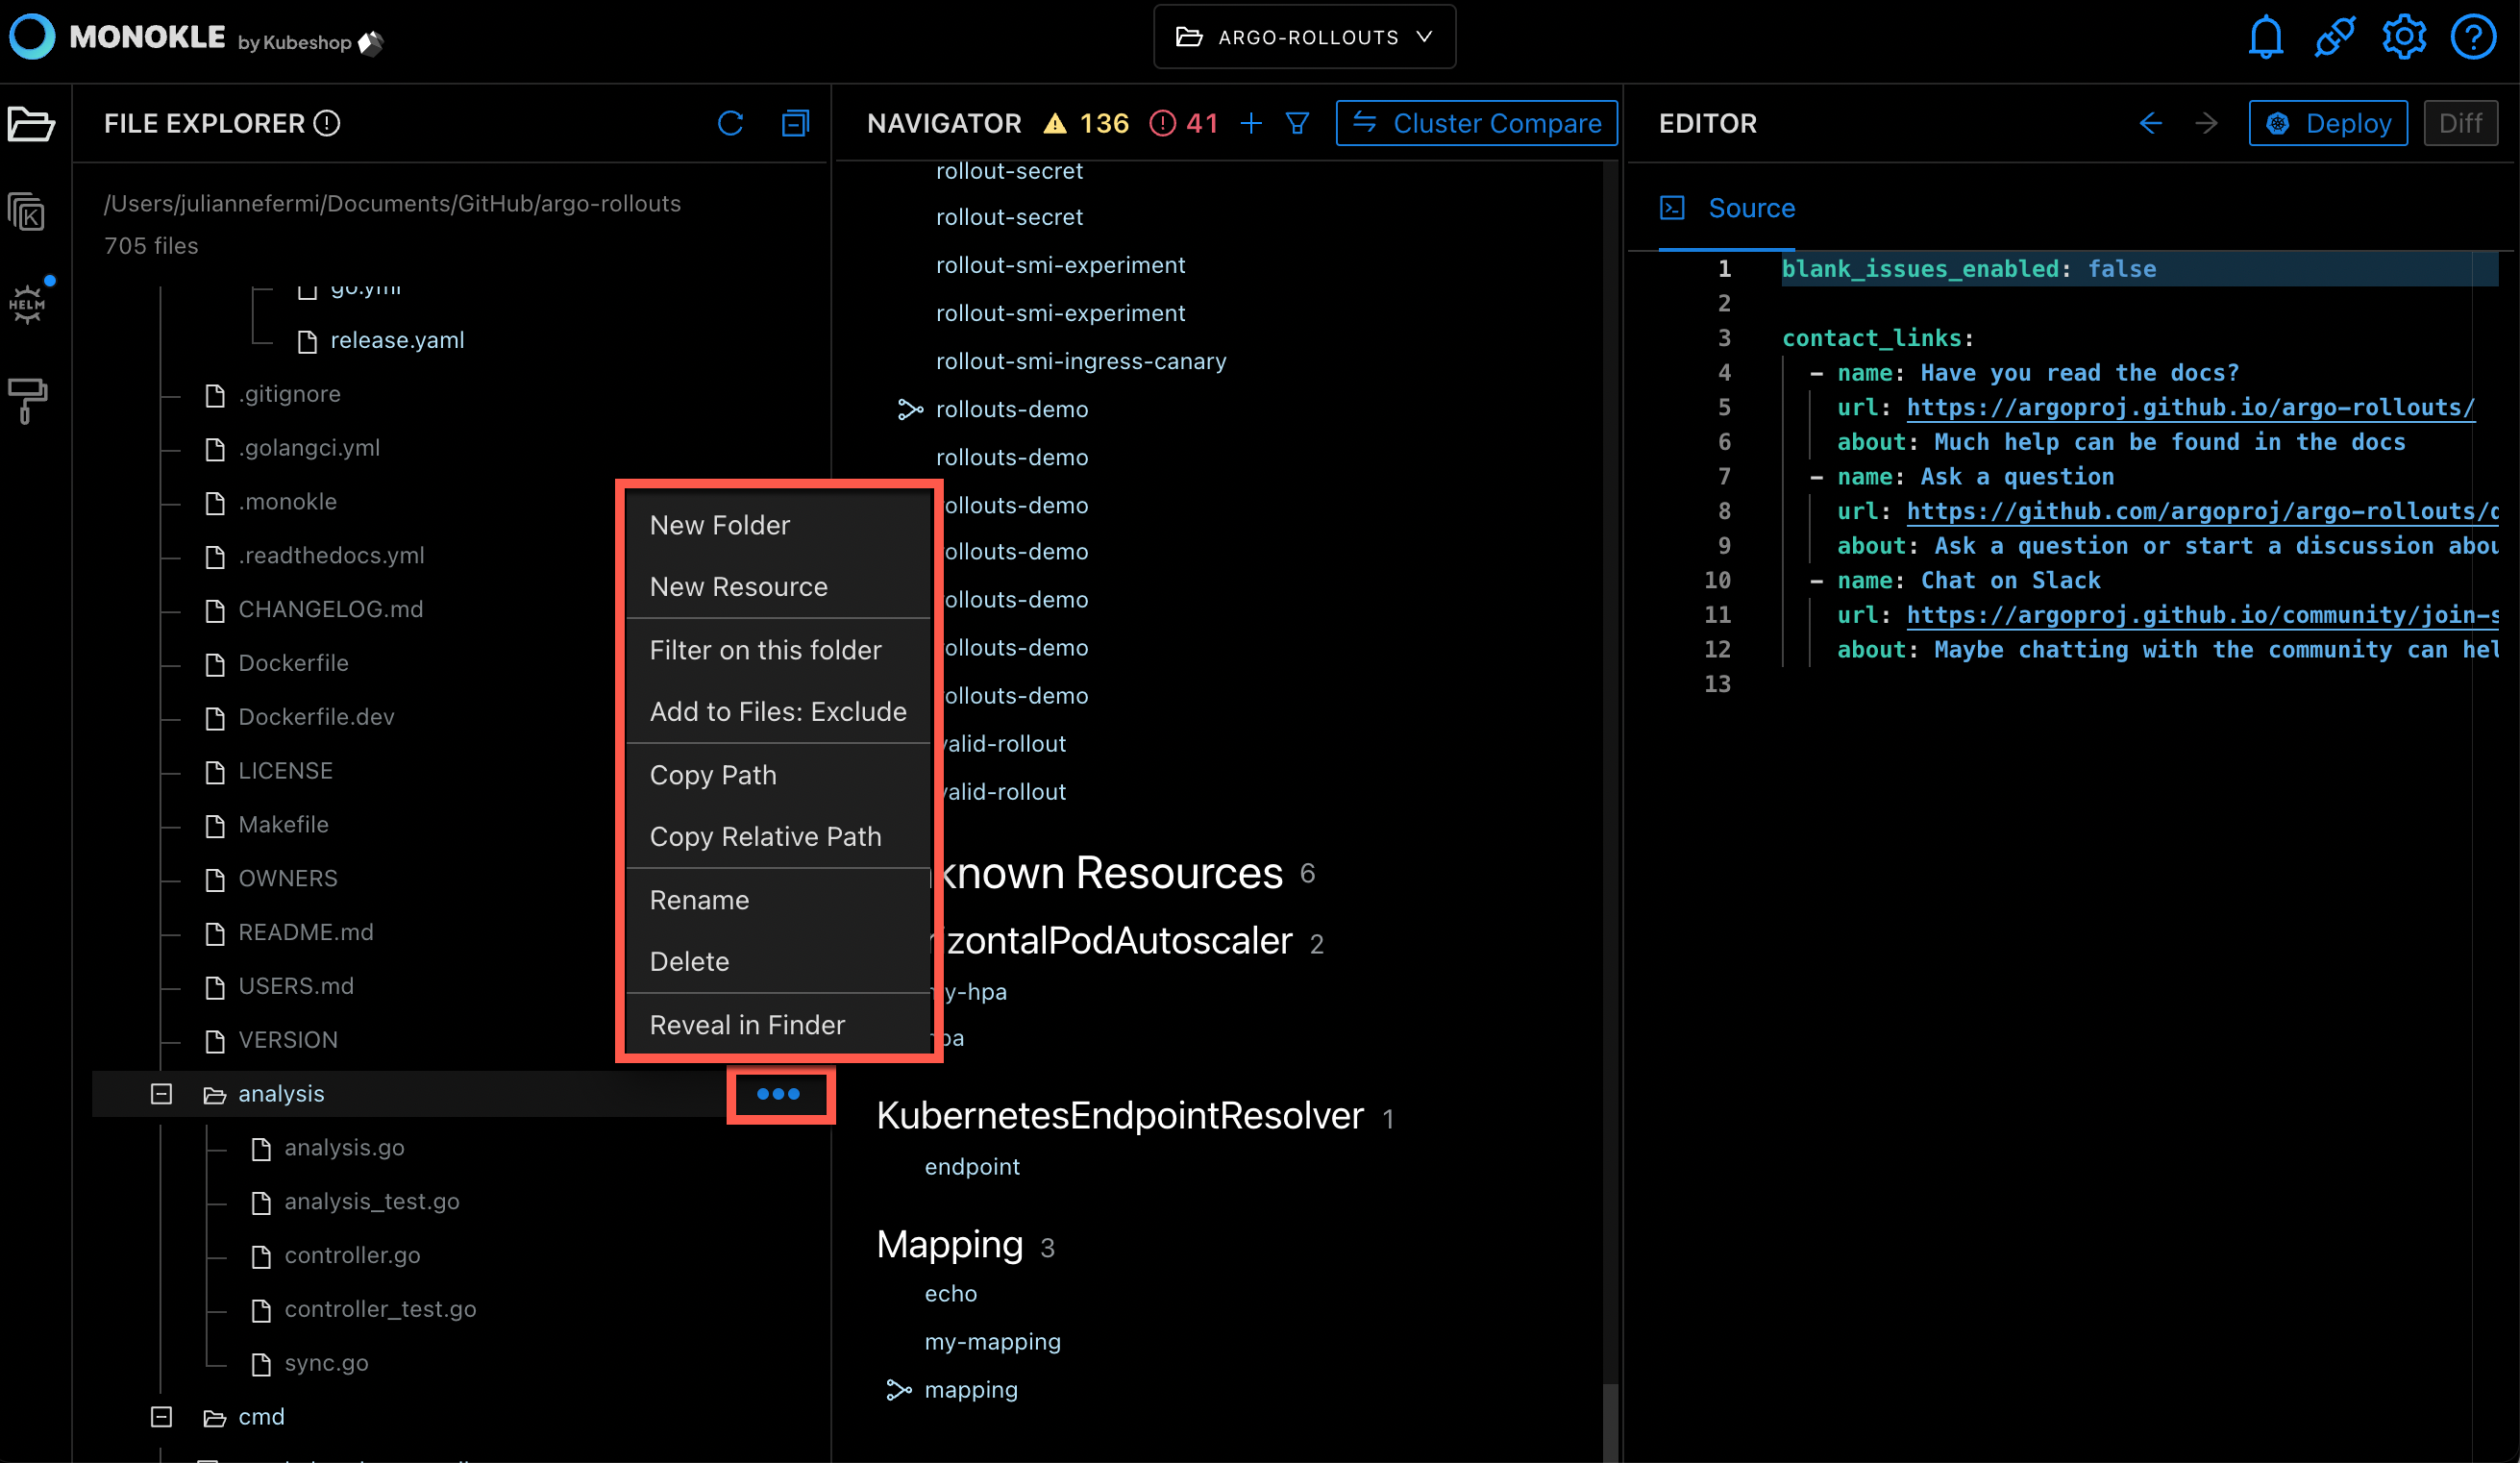 MONOKLE by Kubeshop
ARGO-ROLLOUTS
FILE EXPLORER
/Users/juliannefermi/Documents/GitHub/argo-rollouts
705 files
go.yml
release.yaml
.gitignore
.golangci.yml
.monokle
.readthedocs.yml
CHANGELOG.md
Dockerfile
Dockerfile.dev
LICENSE
Makefile
OWNERS
README.md
USERS.md
VERSION
analysis
analysis.go
analysis_test.go
controller.go
controller_test.go
sync.go
cmd
HELM
K
New Folder
New Resource
Filter on this folder
Add to Files: Exclude
Copy Path
Copy Relative Path
Rename
Delete
Reveal in Finder
NAVIGATOR 136 41 Cluster Compare
rollout-secret
rollout-secret
rollout-smi-experiment
rollout-smi-experiment
rollout-smi-ingress-canary
rollouts-demo
rollouts-demo
ollouts-demo
ollouts-demo
ollouts-demo
ollouts-demo
ollouts-demo
valid-rollout
valid-rollout
known Resources 6
izontalPodAutoscaler 2
y-hpa
pa
KubernetesEndpointResolver 1
endpoint
Mapping 3
echo
my-mapping
mapping
EDITOR Deploy Diff
Source
1 blank_issues_enabled: false
2
3 contact_links:
4 - name: Have you read the docs?
5 url: https://argoproj.github.io/argo-rollouts/
6 about: Much help can be found in the docs
7 - name: Ask a question
8 url: https://github.com/argoproj/argo-rollouts/
9 about: Ask a question or start a discussion abou
10 - name: Chat on Slack
11 url: https://argoproj.github.io/community/join-s
12 about: Maybe chatting with the community can hel
13